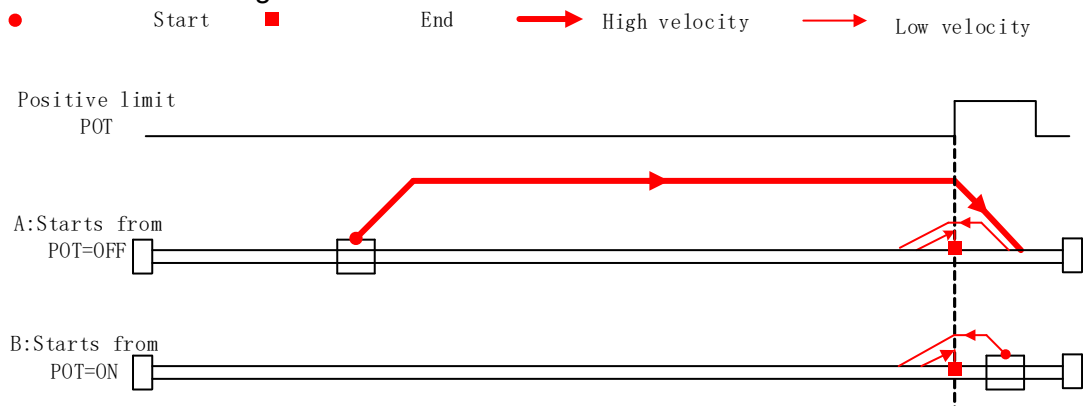 Start End High velocity Low velocity
Positive limit
POT
A:Starts from
POT=OFF
B:Starts from
POT=ON